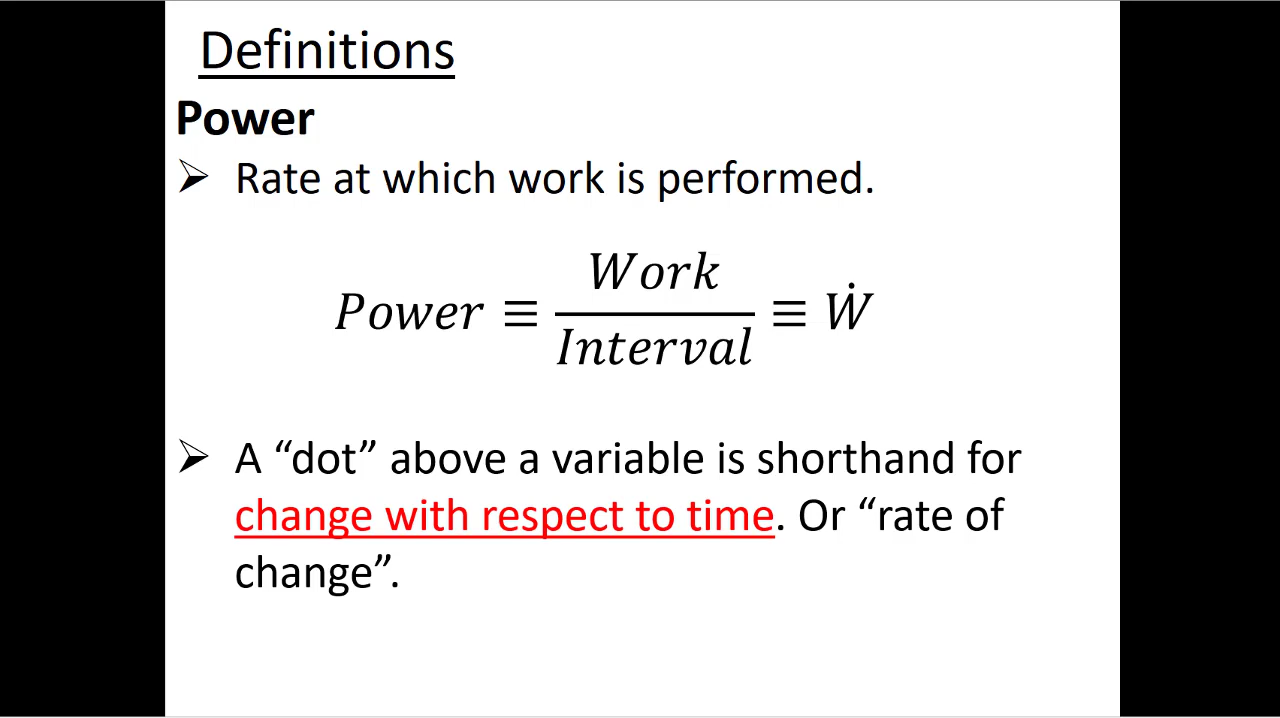 Definitions
Power
➢ Rate at which work is performed.
Power ≡ Work / Interval ≡ Ẇ
➢ A “dot” above a variable is shorthand for
change with respect to time. Or “rate of
change”.